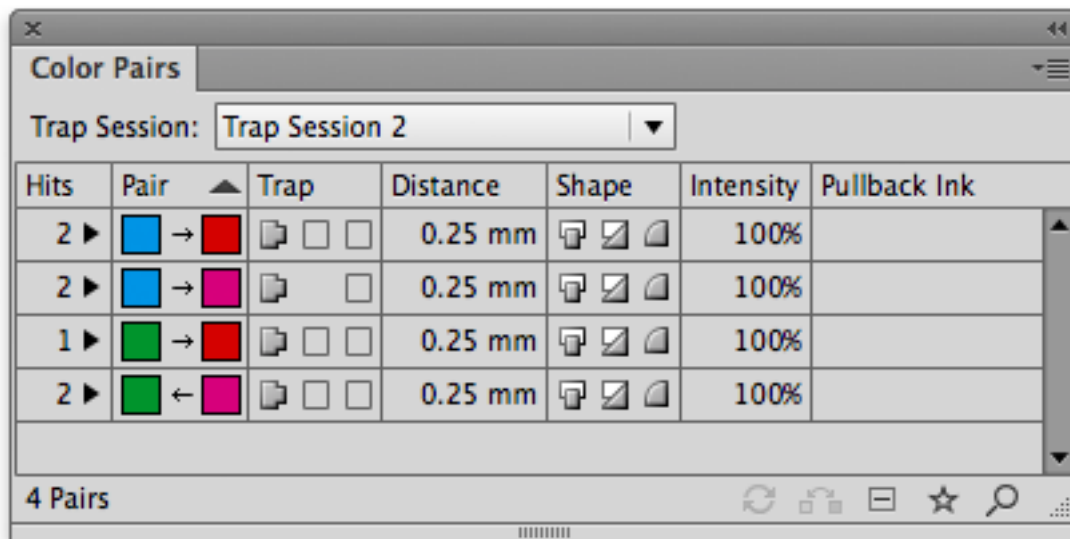 Color Pairs
Trap Session: Trap Session 2
Hits Pair Trap Distance Shape Intensity Pullback Ink
2 0.25 mm 100%
2 0.25 mm 100%
1 0.25 mm 100%
2 0.25 mm 100%
4 Pairs